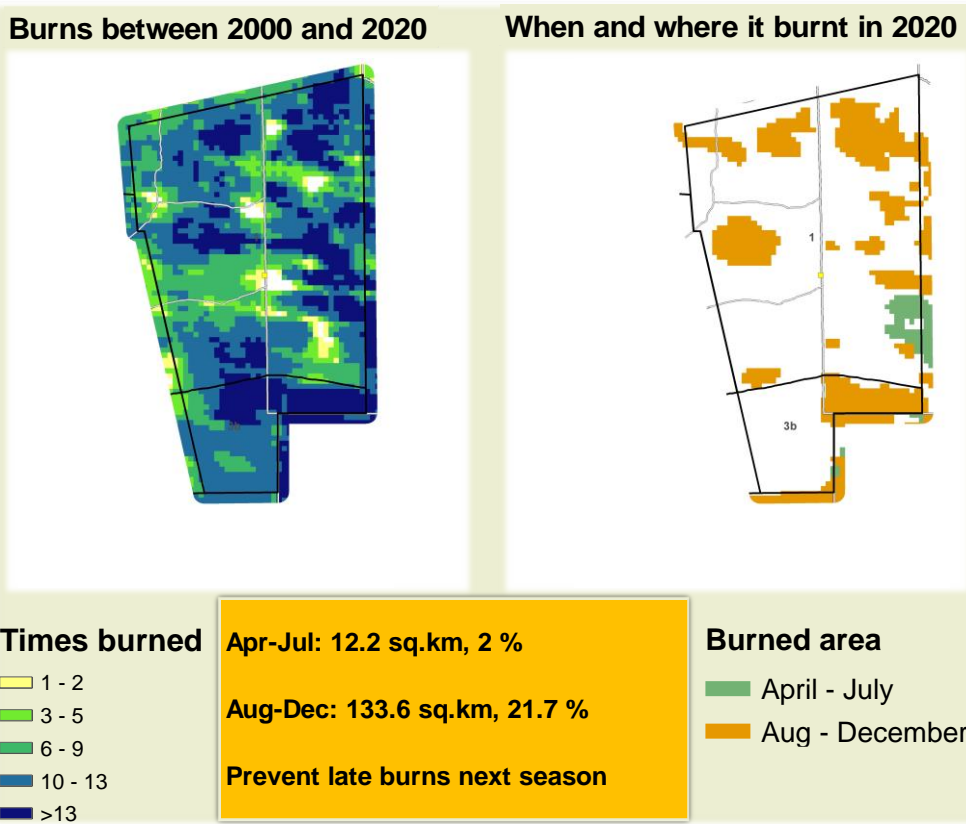 Burns between 2000 and 2020
When and where it burnt in 2020
1
3b
3b
Times burned
1 - 2
3 - 5
6 - 9
10 - 13
>13
Apr-Jul: 12.2 sq.km, 2 %
Aug-Dec: 133.6 sq.km, 21.7 %
Prevent late burns next season
Burned area
April - July
Aug - December